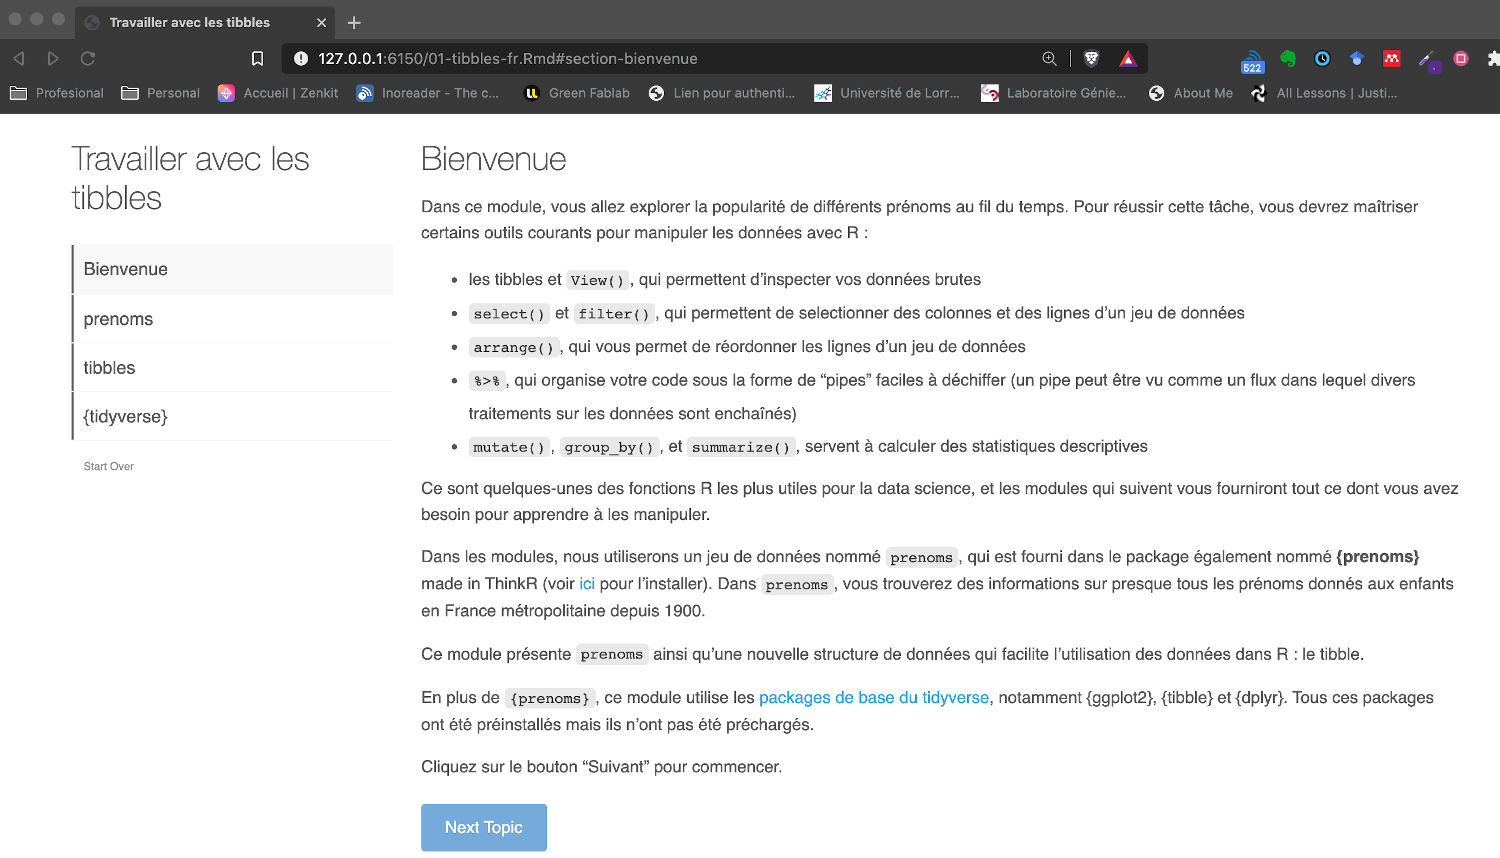 Travailler avec les tibbles
127.0.0.1:6150/01-tibbles-fr.Rmd#section-bienvenue
522
Profesional
Personal
Accueil | Zenkit
Inoreader - The c...
Green Fablab
Lien pour authenti...
Université de Lorr...
Laboratoire Génie...
About Me
All Lessons | Justi...
Travailler avec les
tibbles
Bienvenue
prenoms
tibbles
{tidyverse}
Start Over
Bienvenue
Dans ce module, vous allez explorer la popularité de différents prénoms au fil du temps. Pour réussir cette tâche, vous devrez maîtriser
certains outils courants pour manipuler les données avec R :
• les tibbles et View(), qui permettent d’inspecter vos données brutes
• select() et filter(), qui permettent de selectionner des colonnes et des lignes d’un jeu de données
• arrange(), qui vous permet de réordonner les lignes d’un jeu de données
• %>%, qui organise votre code sous la forme de “pipes” faciles à déchiffer (un pipe peut être vu comme un flux dans lequel divers
traitements sur les données sont enchaînés)
• mutate(), group_by(), et summarize(), servent à calculer des statistiques descriptives
Ce sont quelques-unes des fonctions R les plus utiles pour la data science, et les modules qui suivent vous fourniront tout ce dont vous avez
besoin pour apprendre à les manipuler.
Dans les modules, nous utiliserons un jeu de données nommé prenoms, qui est fourni dans le package également nommé {prenoms}
made in ThinkR (voir ici pour l’installer). Dans prenoms, vous trouverez des informations sur presque tous les prénoms donnés aux enfants
en France métropolitaine depuis 1900.
Ce module présente prenoms ainsi qu’une nouvelle structure de données qui facilite l’utilisation des données dans R : le tibble.
En plus de {prenoms}, ce module utilise les packages de base du tidyverse, notamment {ggplot2}, {tibble} et {dplyr}. Tous ces packages
ont été préinstallés mais ils n’ont pas été préchargés.
Cliquez sur le bouton “Suivant” pour commencer.
Next Topic